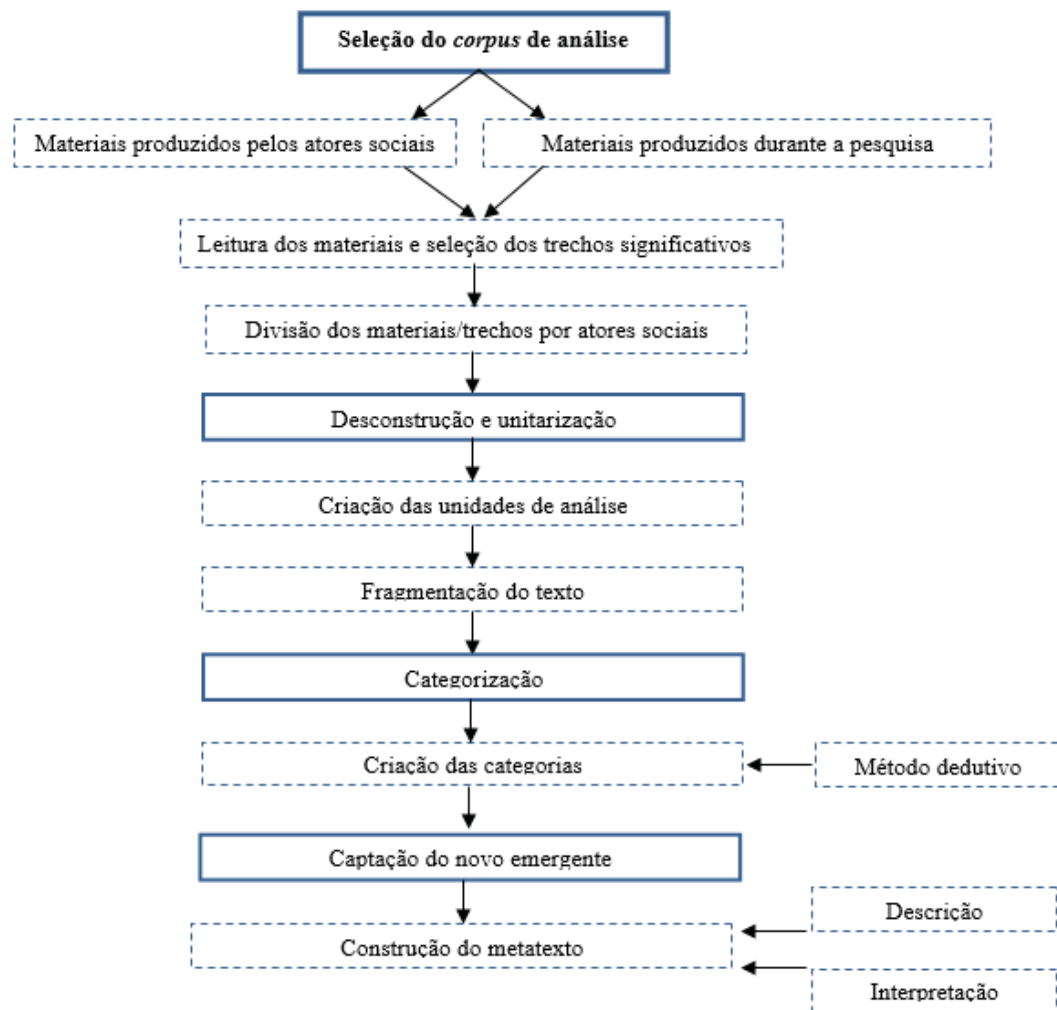 Seleção do corpus de análise
Materiais produzidos pelos atores sociais
Materiais produzidos durante a pesquisa
Leitura dos materiais e seleção dos trechos significativos
Divisão dos materiais/trechos por atores sociais
Desconstrução e unitarização
Criação das unidades de análise
Fragmentação do texto
Categorização
Criação das categorias
Método dedutivo
Captação do novo emergente
Descrição
Construção do metatexto
Interpretação